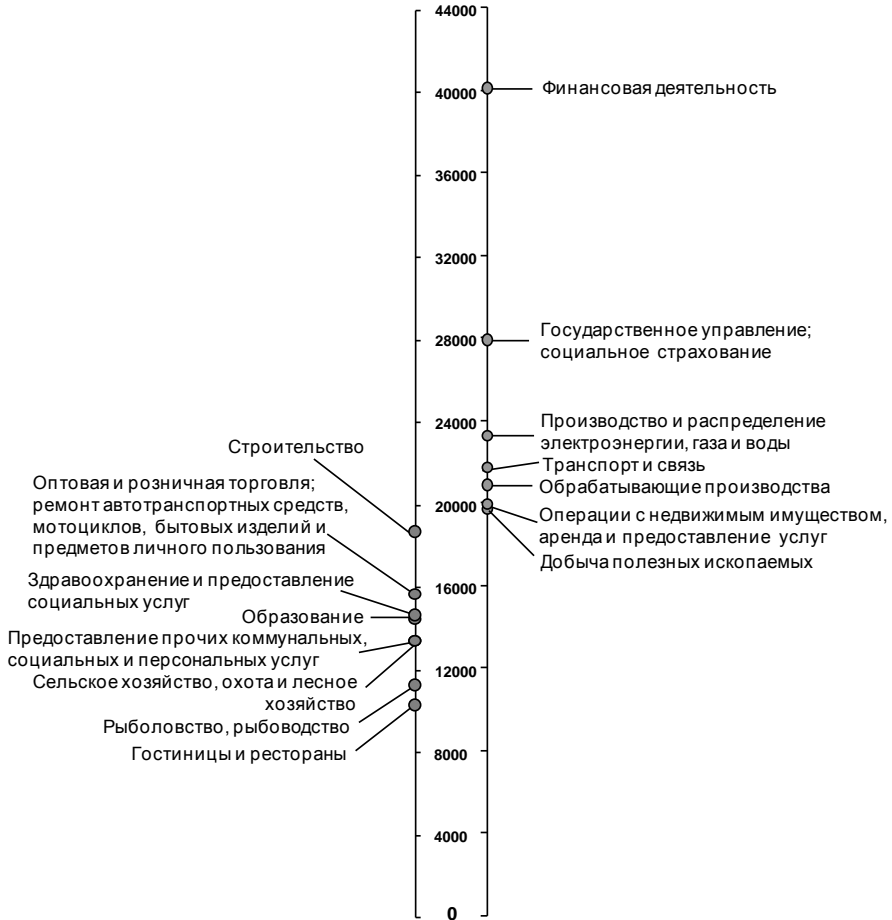 44000
40000
36000
32000
28000
24000
20000
16000
12000
8000
4000
0
Финансовая деятельность
Государственное управление;
социальное страхование
Производство и распределение
электроэнергии, газа и воды
Транспорт и связь
Обрабатывающие производства
Операции с недвижимым имуществом,
аренда и предоставление услуг
Добыча полезных ископаемых
Строительство
Оптовая и розничная торговля;
ремонт автотранспортных средств,
мотоциклов, бытовых изделий и
предметов личного пользования
Здравоохранение и предоставление
социальных услуг
Образование
Предоставление прочих коммунальных,
социальных и персональных услуг
Сельское хозяйство, охота и лесное
хозяйство
Рыболовство, рыбоводство
Гостиницы и рестораны